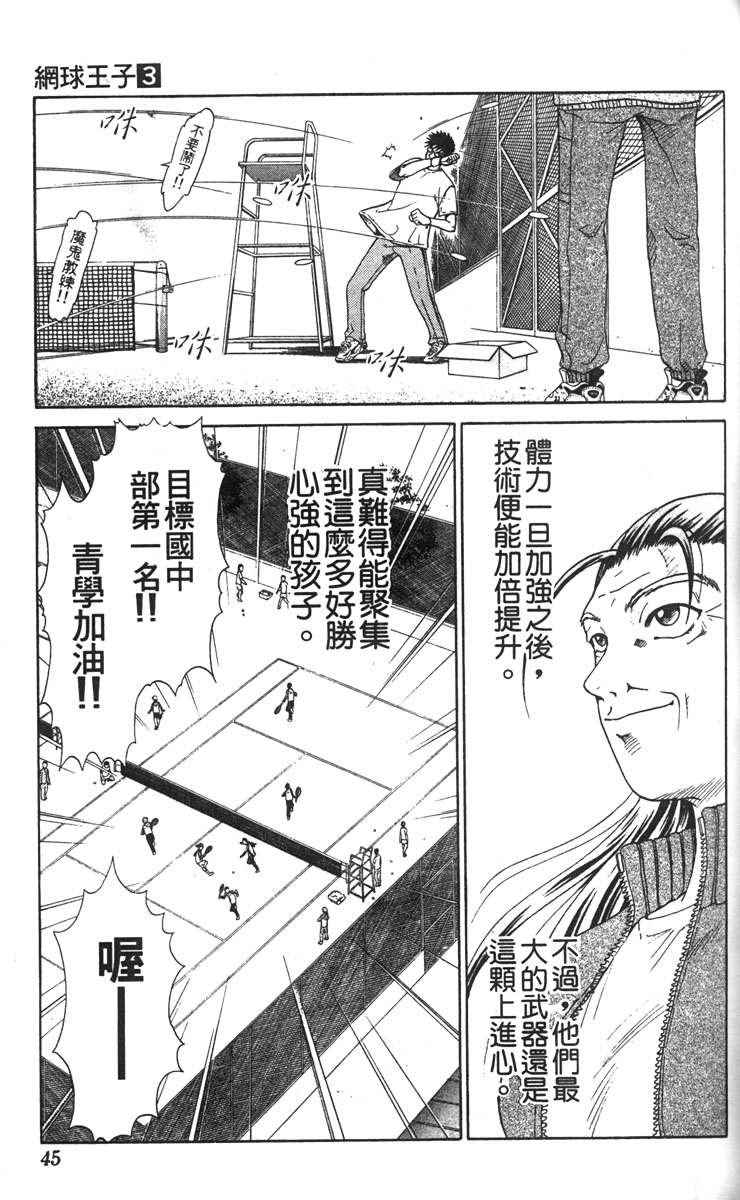 網球王子3
咻
不要鬧了!!
魔鬼教練!!
咻
咻
咻
體力一旦加強之後，
技術便能加倍提升。
不過，他們最
大的武器還是
這顆上進心。
真難得能聚集
到這麼多好勝
心強的孩子。
目標國中
部第一名!!
青學加油!!
喔——
45